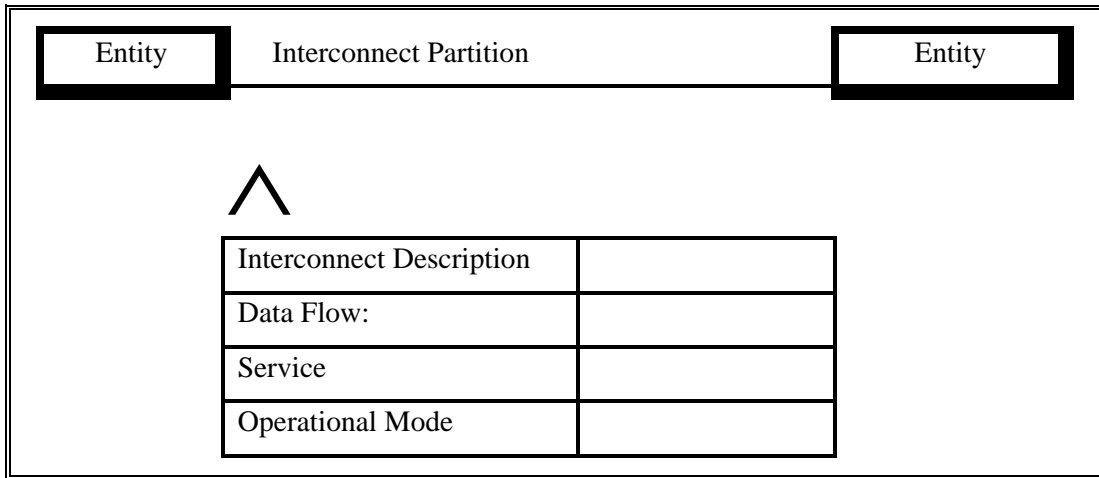 Entity
Interconnect Partition
Entity
Interconnect Description
Data Flow:
Service
Operational Mode